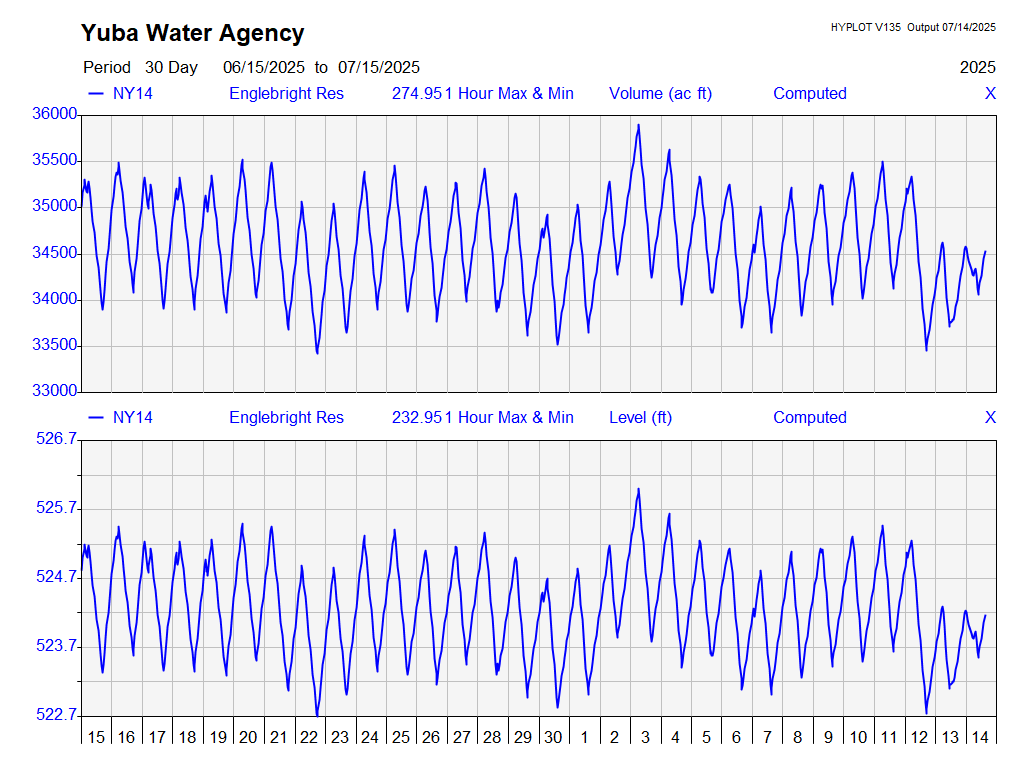 Yuba Water Agency
HYPLOT V135 Output 07/14/2025
Period 30 Day 06/15/2025 to 07/15/2025
2025
NY14 Englebright Res 274.951 Hour Max & Min Volume (ac ft) Computed X
36000
35500
35000
34500
34000
33500
33000
NY14 Englebright Res 232.951 Hour Max & Min Level (ft) Computed X
526.7
525.7
524.7
523.7
522.7
15 16 17 18 19 20 21 22 23 24 25 26 27 28 29 30 1 2 3 4 5 6 7 8 9 10 11 12 13 14